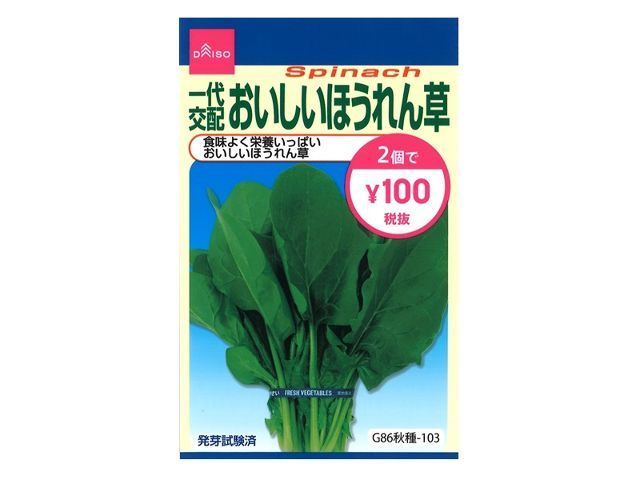 DAISO
Spinach
一代
交配
おいしいほうれん草
食味よく栄養いっぱい
おいしいほうれん草
2個で
¥100
税抜
FRESH VEGETABLES
発芽試験済
G86秋種-103